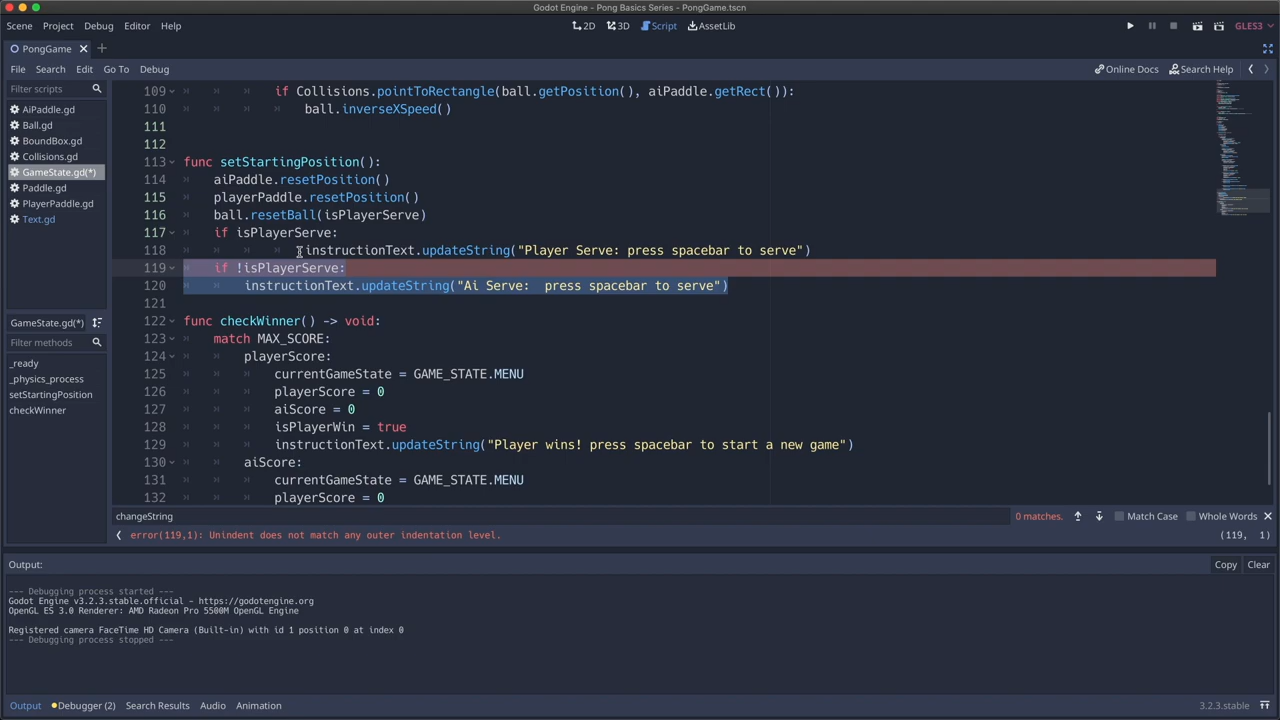 Godot Engine - Pong Basics Series - PongGame.tscn
Scene Project Debug Editor Help
2D 3D Script AssetLib
GLES3
PongGame
File Search Edit Go To Debug
Online Docs Search Help
Filter scripts
AiPaddle.gd
Ball.gd
BoundBox.gd
Collisions.gd
GameState.gd(*)
Paddle.gd
PlayerPaddle.gd
Text.gd
GameState.gd(*)
Filter methods
_ready
_physics_process
setStartingPosition
checkWinner
109 if Collisions.pointToRectangle(ball.getPosition(), aiPaddle.getRect()):
110 ball.inverseXSpeed()
111
112
113 func setStartingPosition():
114 aiPaddle.resetPosition()
115 playerPaddle.resetPosition()
116 ball.resetBall(isPlayerServe)
117 if isPlayerServe:
118 instructionText.updateString("Player Serve: press spacebar to serve")
119 if !isPlayerServe:
120 instructionText.updateString("Ai Serve:  press spacebar to serve")
121
122 func checkWinner() -> void:
123 match MAX_SCORE:
124 playerScore:
125 currentGameState = GAME_STATE.MENU
126 playerScore = 0
127 aiScore = 0
128 isPlayerWin = true
129 instructionText.updateString("Player wins! press spacebar to start a new game")
130 aiScore:
131 currentGameState = GAME_STATE.MENU
132 playerScore = 0
changeString
0 matches. Match Case Whole Words
error(119,1): Unindent does not match any outer indentation level.
(119, 1)
Output:
Copy Clear
--- Debugging process started ---
Godot Engine v3.2.3.stable.official - https://godotengine.org
OpenGL ES 3.0 Renderer: AMD Radeon Pro 5500M OpenGL Engine
Registered camera FaceTime HD Camera (Built-in) with id 1 position 0 at index 0
--- Debugging process stopped ---
Output Debugger (2) Search Results Audio Animation
3.2.3.stable